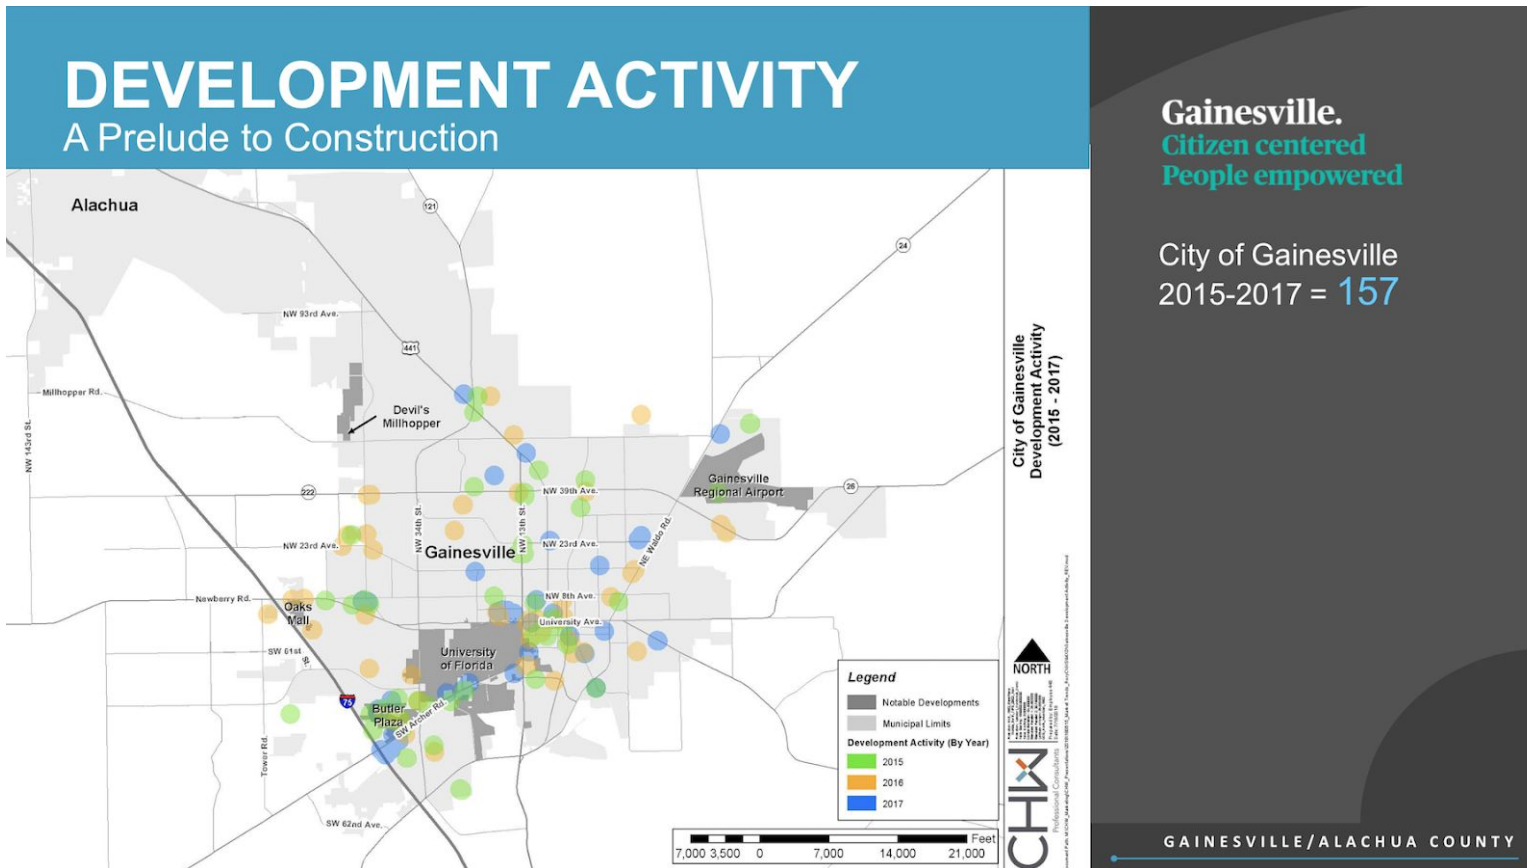 DEVELOPMENT ACTIVITY
A Prelude to Construction
Gainesville.
Citizen centered
People empowered
City of Gainesville
2015-2017 = 157
Alachua
121
24
NW 93rd Ave.
441
Millhopper Rd.
Devil's
Millhopper
NW 143rd St.
City of Gainesville
Development Activity
(2015 - 2017)
Gainesville
Regional Airport
222
NW 39th Ave.
26
NW 34th St.
NW 13th St.
NW 23rd Ave.
Gainesville
NW 23rd Ave.
NE Waldo Rd.
Newberry Rd.
Oaks
Mall
NW 8th Ave.
University Ave.
SW 61st
St.
University
of Florida
75
Butler
Plaza
SW Archer Rd.
Tower Rd.
SW 62nd Ave.
Legend
Notable Developments
Municipal Limits
Development Activity (By Year)
2015
2016
2017
NORTH
CHW
Professional Consultants
Feet
7,000 3,500 0 7,000 14,000 21,000
GAINESVILLE/ALACHUA COUNTY